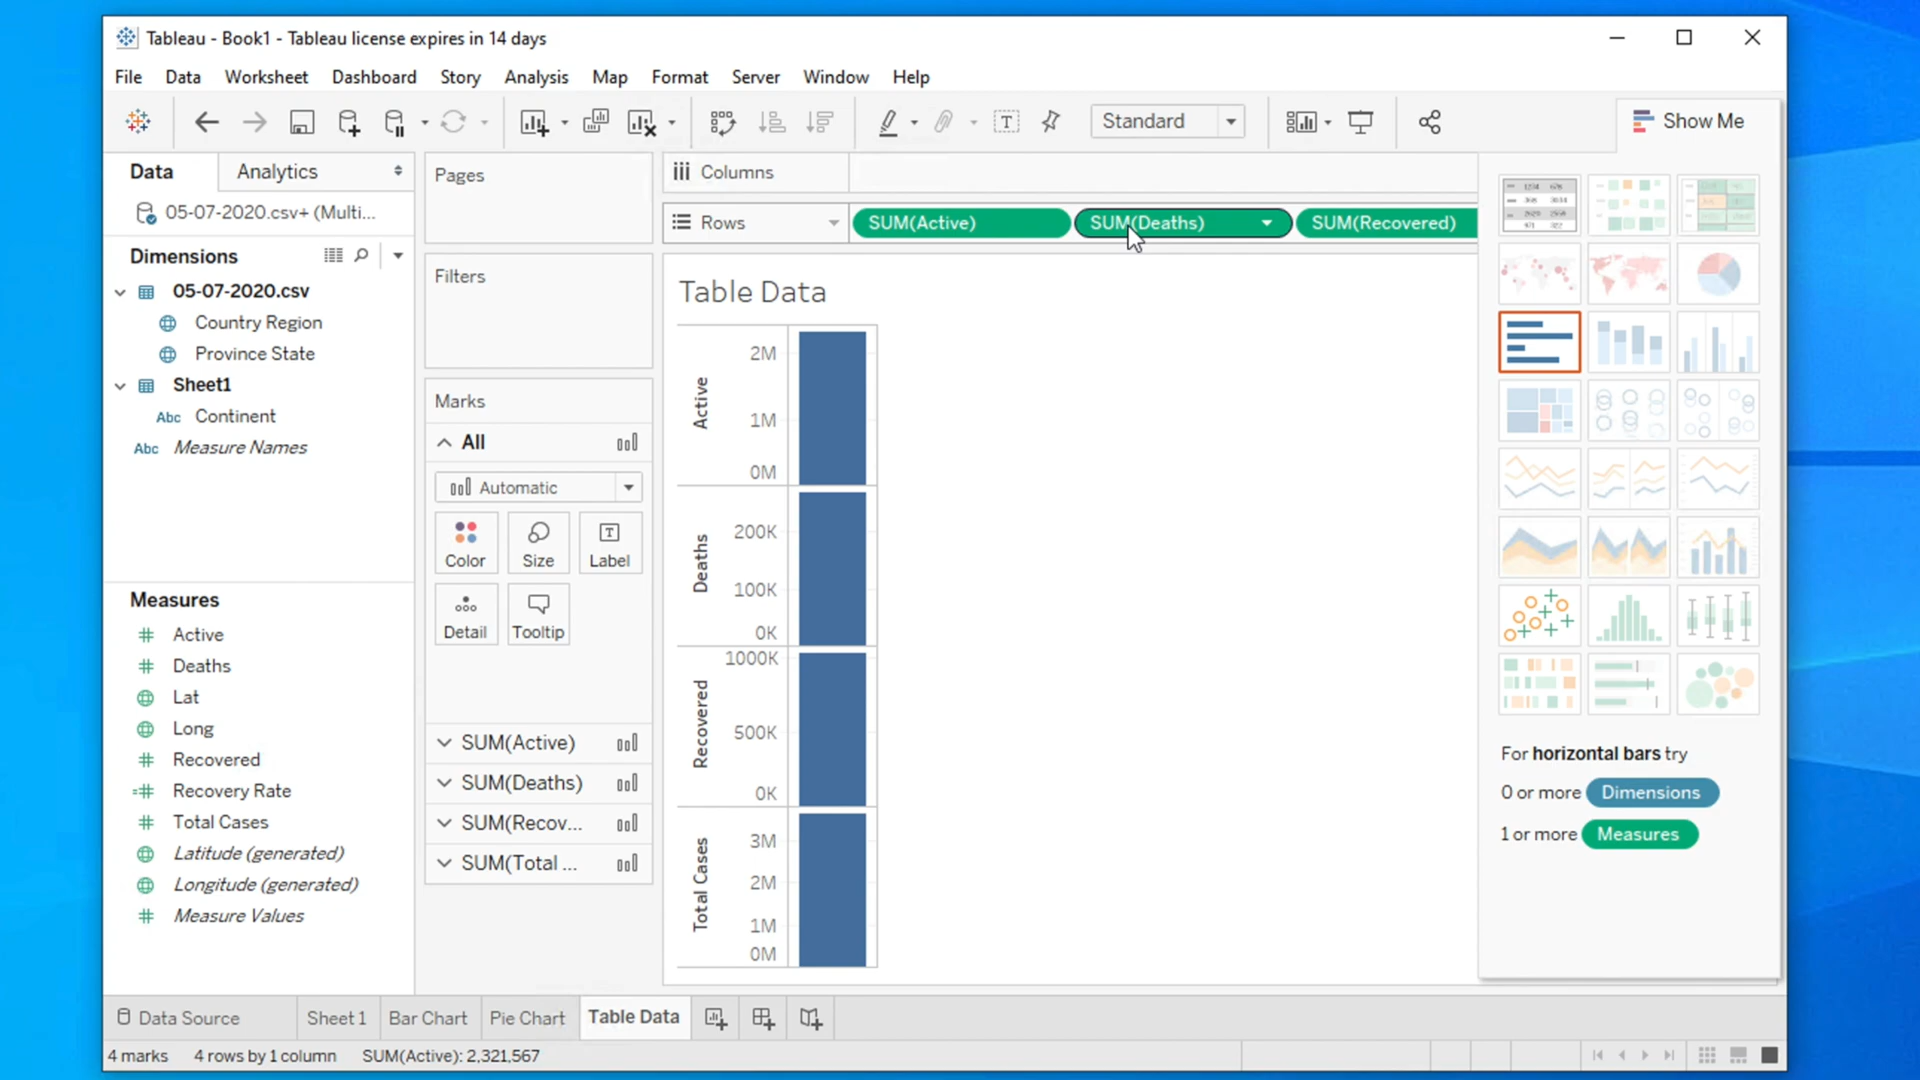 Tableau - Book1 - Tableau license expires in 14 days
File Data Worksheet Dashboard Story Analysis Map Format Server Window Help
Standard
Show Me
Data
Analytics
05-07-2020.csv+ (Multi...
Dimensions
05-07-2020.csv
Country Region
Province State
Sheet1
Abc Continent
Abc Measure Names
Measures
Active
Deaths
Lat
Long
Recovered
Recovery Rate
Total Cases
Latitude (generated)
Longitude (generated)
Measure Values
Pages
Filters
Marks
All
Automatic
Color Size Label
Detail Tooltip
SUM(Active)
SUM(Deaths)
SUM(Recov...
SUM(Total ...
Columns
Rows
SUM(Active) SUM(Deaths) SUM(Recovered)
Table Data
Active
2M
1M
0M
Deaths
200K
100K
0K
Recovered
1000K
500K
0K
Total Cases
3M
2M
1M
0M
For horizontal bars try
0 or more Dimensions
1 or more Measures
Data Source Sheet 1 Bar Chart Pie Chart Table Data
4 marks 4 rows by 1 column SUM(Active): 2,321,567